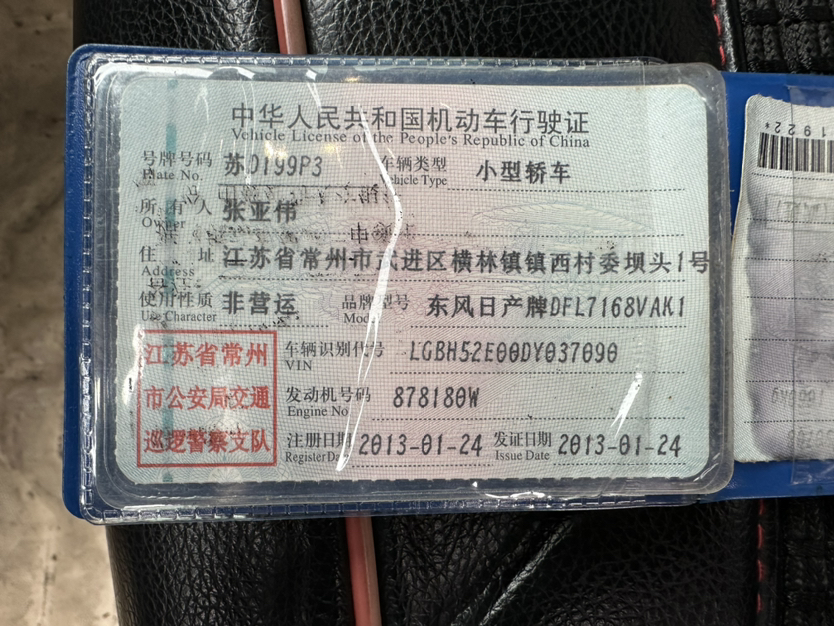 中华人民共和国机动车行驶证
Vehicle License of the People's Republic of China
号牌号码 苏D199P3 车辆类型 小型轿车
Plate No. Vehicle Type
所有人 张亚伟
Owner
住址 江苏省常州市武进区横林镇镇西村委坝头1号
Address
使用性质 非营运 品牌型号 东风日产牌DFL7168VAK1
Use Character Model
江苏省常州 车辆识别代号 LGBH52E00DY037090
VIN
市公安局交通 发动机号码 878180W
Engine No
巡逻警察支队 注册日期 2013-01-24 发证日期 2013-01-24
Register Date Issue Date
1922*